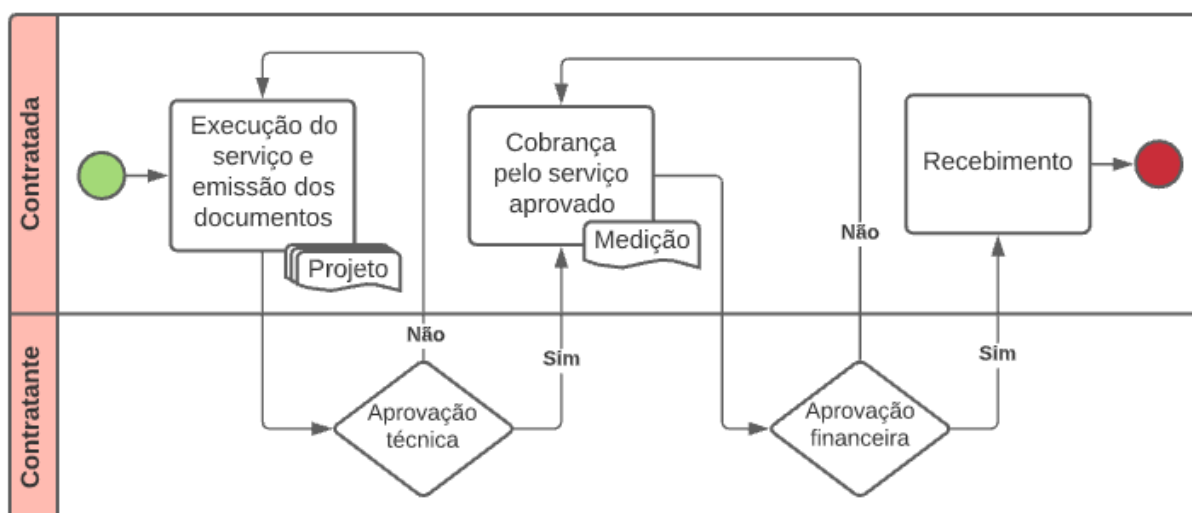 Contratada
Execução do
serviço e
emissão dos
documentos
Projeto
Cobrança
pelo serviço
aprovado
Medição
Recebimento
Não
Não
Sim
Sim
Contratante
Aprovação
técnica
Aprovação
financeira